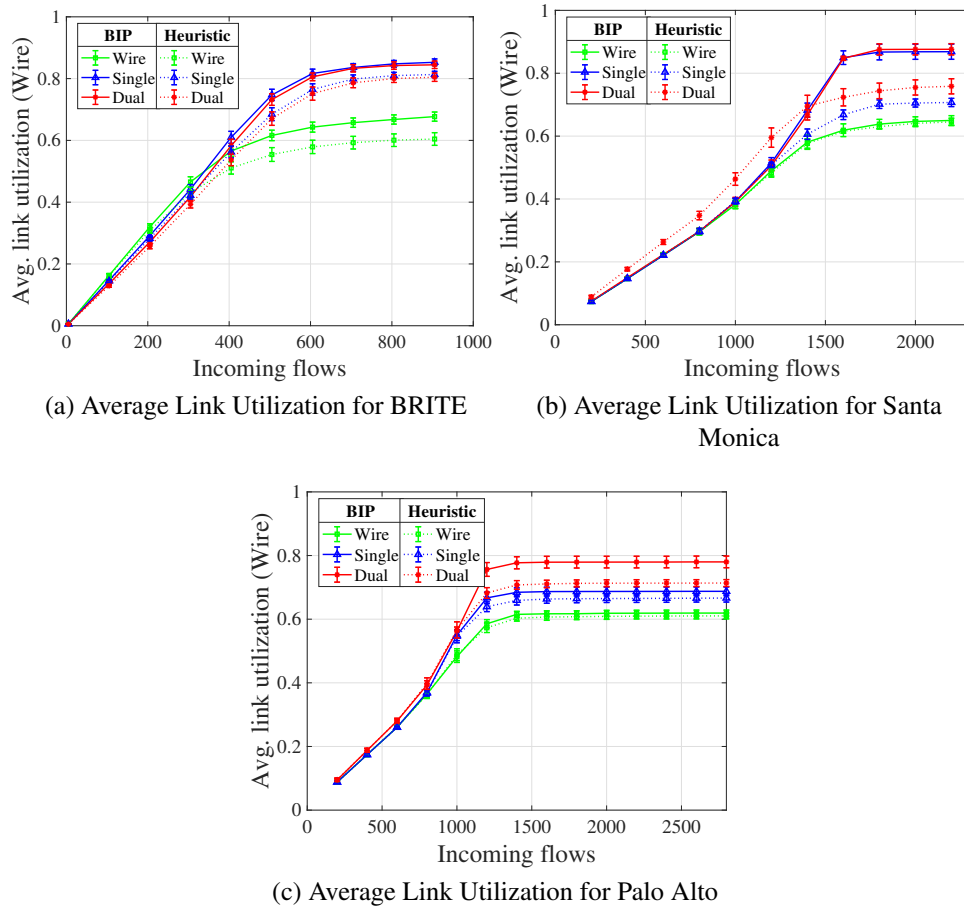 Avg. link utilization (Wire)
1
0.8
0.6
0.4
0.2
0
BIP Heuristic
Wire Wire
Single Single
Dual Dual
0 200 400 600 800 1000
Incoming flows
(a) Average Link Utilization for BRITE
Avg. link utilization (Wire)
1
0.8
0.6
0.4
0.2
0
BIP Heuristic
Wire Wire
Single Single
Dual Dual
0 500 1000 1500 2000
Incoming flows
(b) Average Link Utilization for Santa
Monica
Avg. link utilization (Wire)
1
0.8
0.6
0.4
0.2
0
BIP Heuristic
Wire Wire
Single Single
Dual Dual
0 500 1000 1500 2000 2500
Incoming flows
(c) Average Link Utilization for Palo Alto